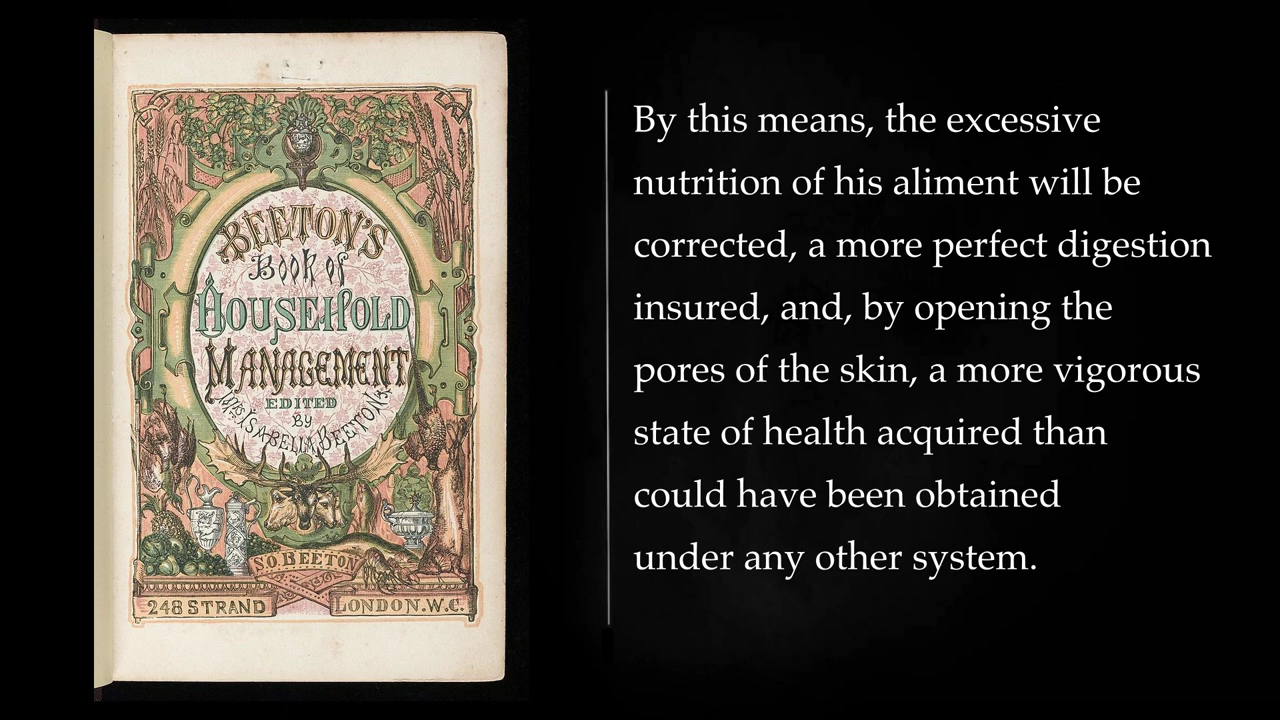 BEETON'S
Book of
HOUSEHOLD
MANAGEMENT
EDITED
By
MRS ISABELLA BEETON.
S.O. BEETON
248 STRAND
LONDON. W.C.
By this means, the excessive
nutrition of his aliment will be
corrected, a more perfect digestion
insured, and, by opening the
pores of the skin, a more vigorous
state of health acquired than
could have been obtained
under any other system.